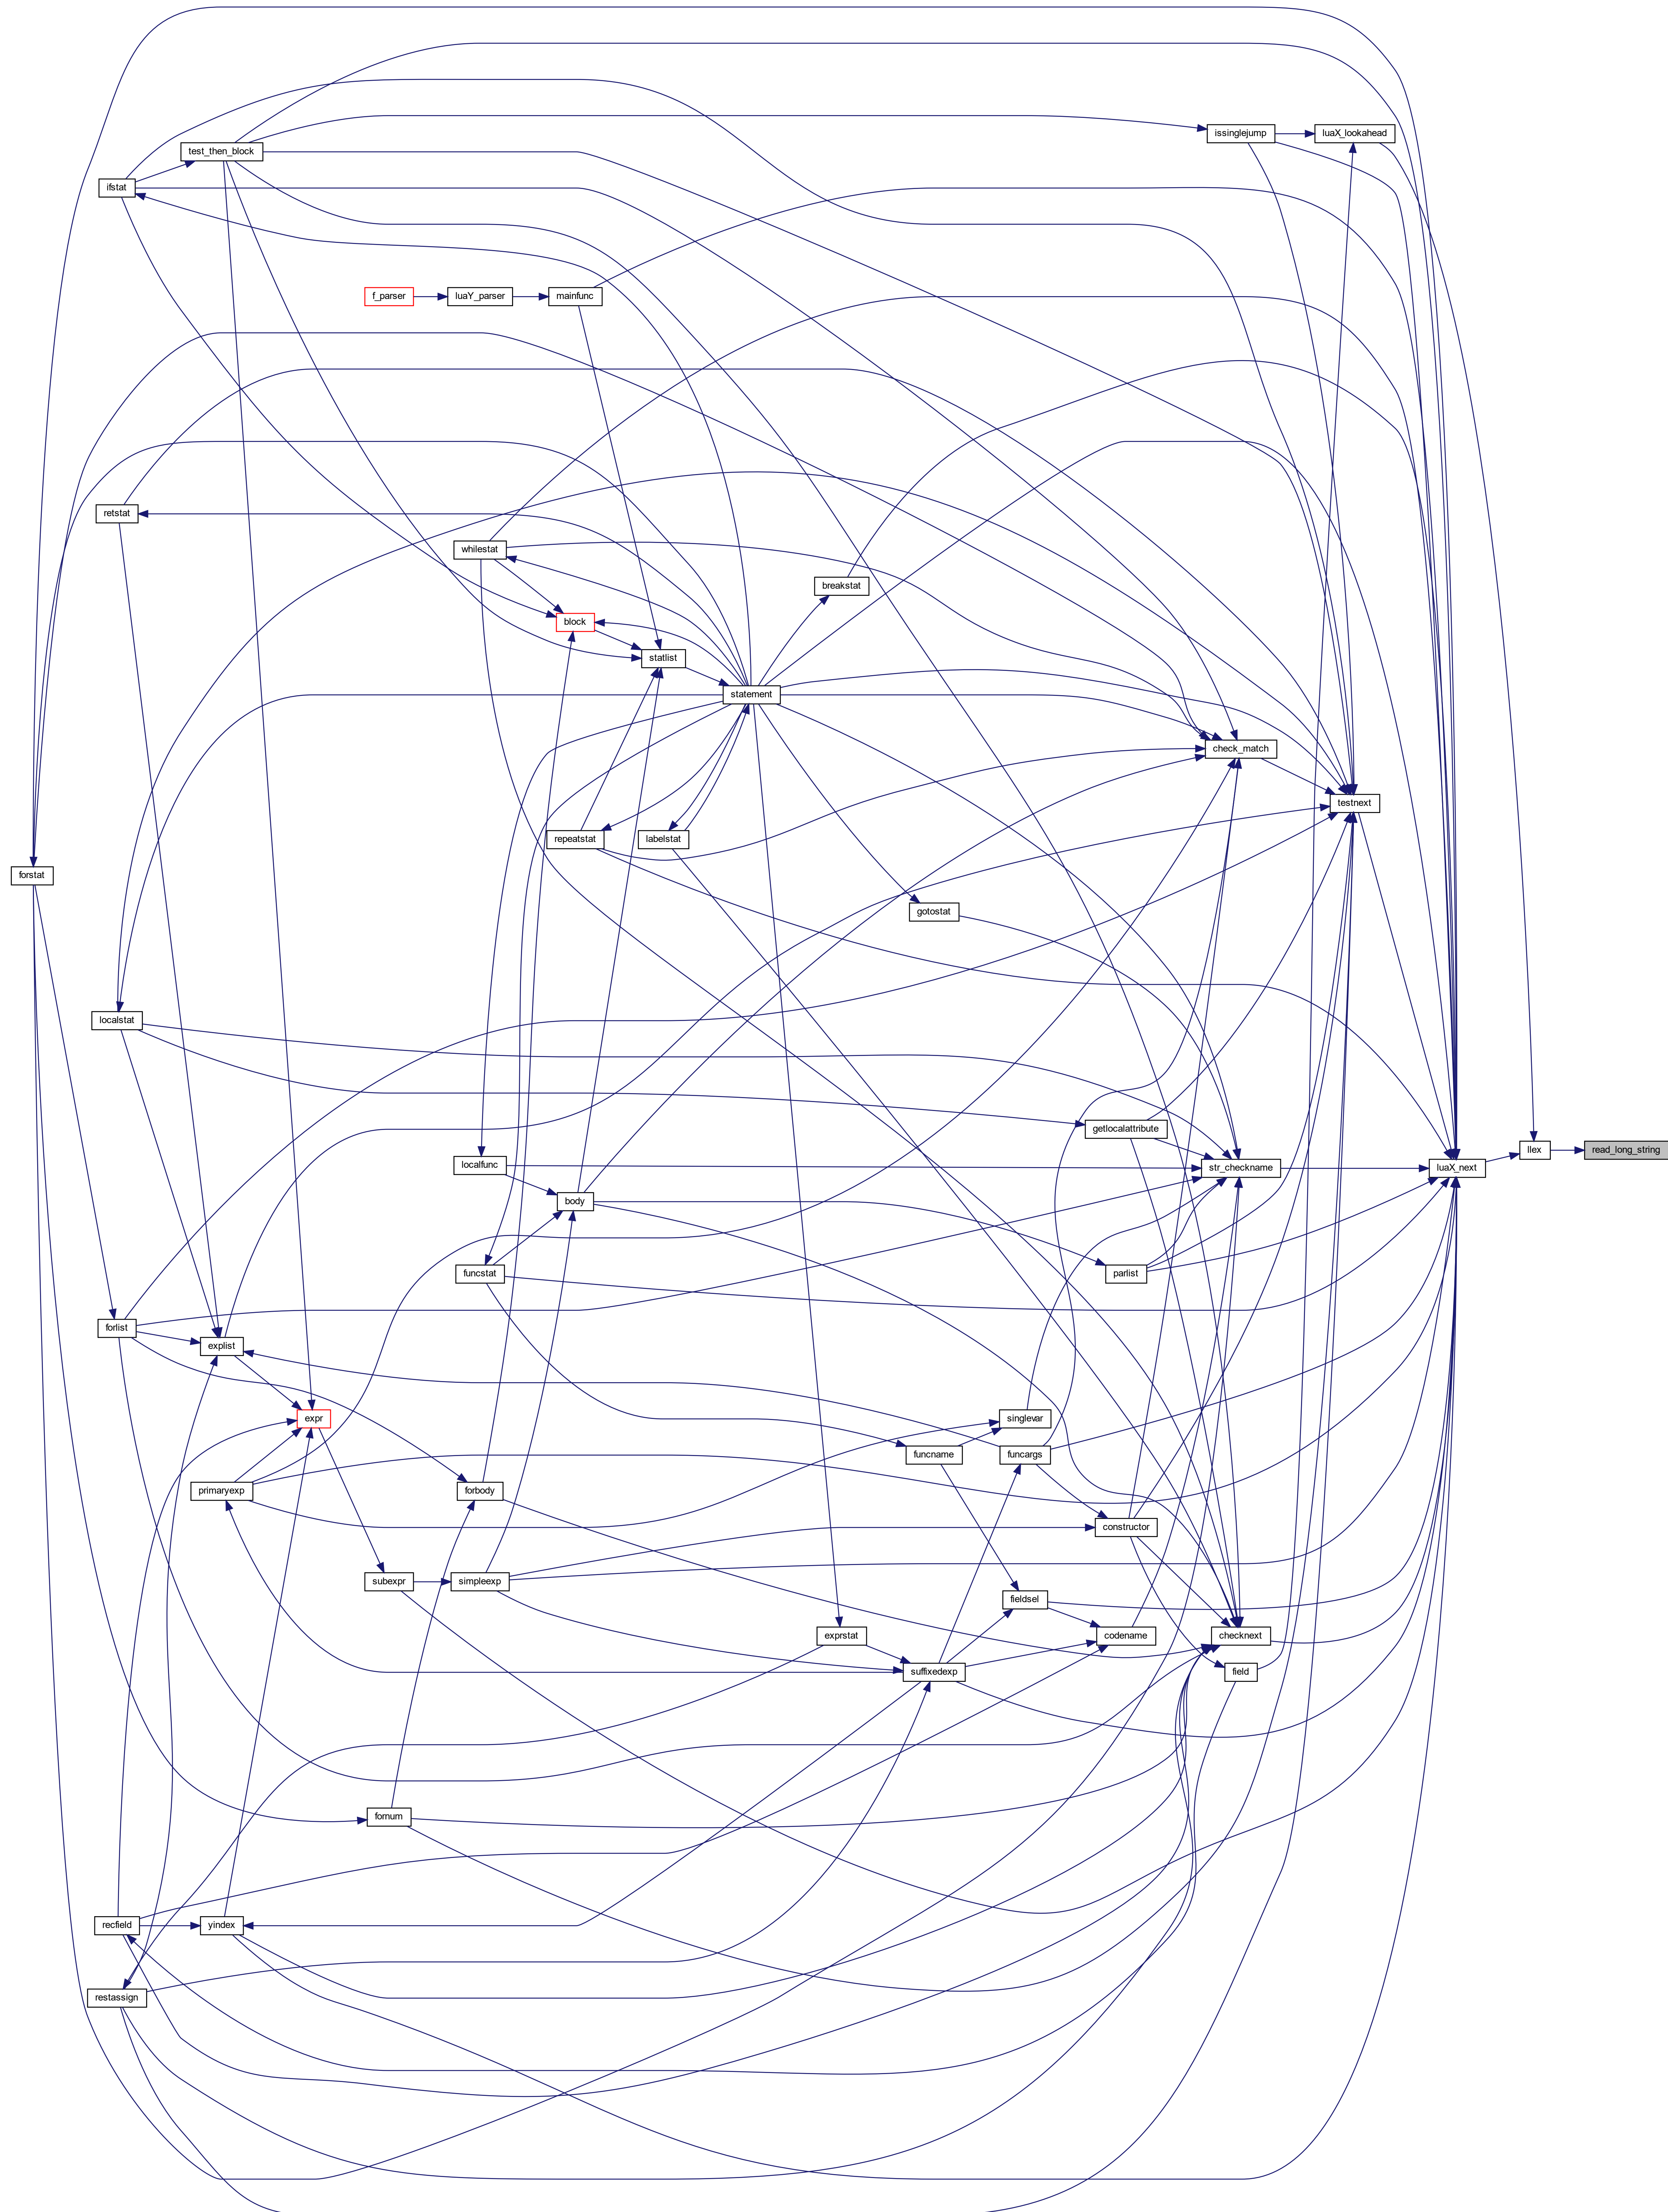 issinglejump
luaX_lookahead
test_then_block
ifstat
f_parser
luaY_parser
mainfunc
retstat
whilestat
breakstat
block
statlist
statement
check_match
testnext
repeatstat
labelstat
forstat
gotostat
localstat
getlocalattribute
llex
read_long_string
localfunc
str_checkname
luaX_next
body
funcstat
parlist
forlist
explist
expr
singlevar
funcname
funcargs
primaryexp
forbody
constructor
subexpr
simpleexp
fieldsel
exprstat
codename
checknext
suffixedexp
field
fornum
recfield
yindex
restassign